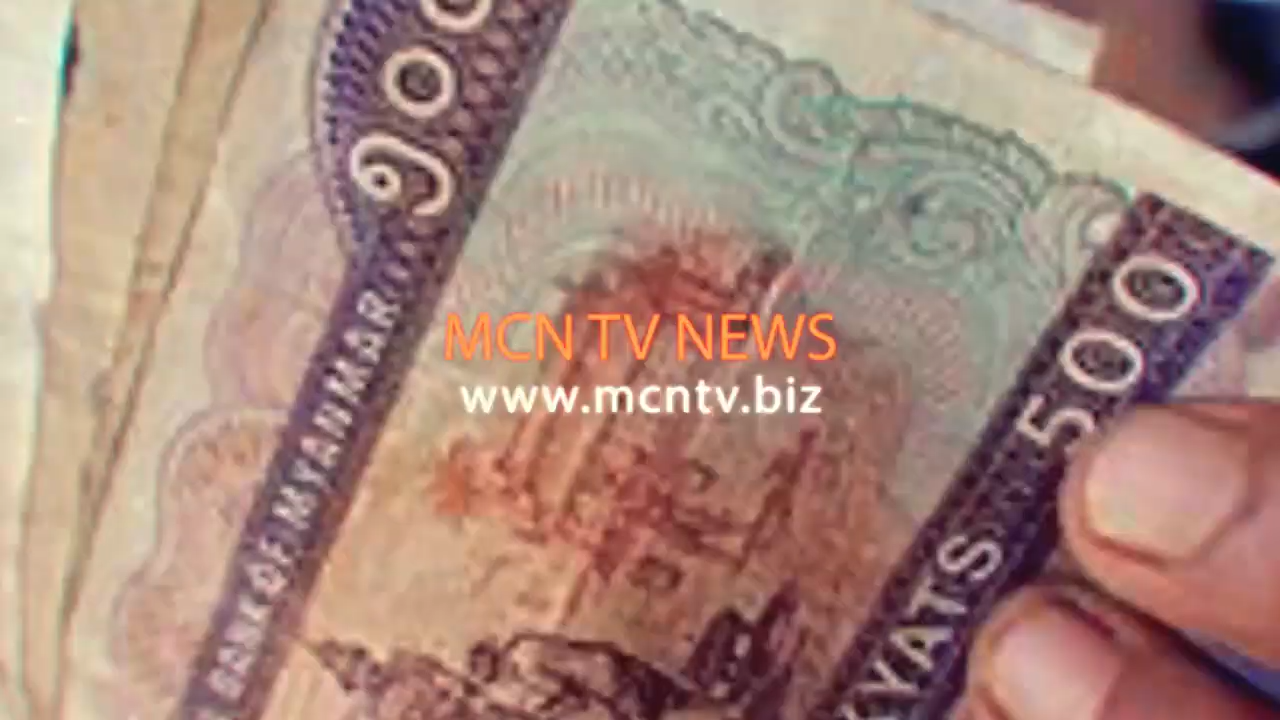 ၅၀၀
BANK OF MYANMAR
MCN TV NEWS
www.mcntv.biz
KYATS 500